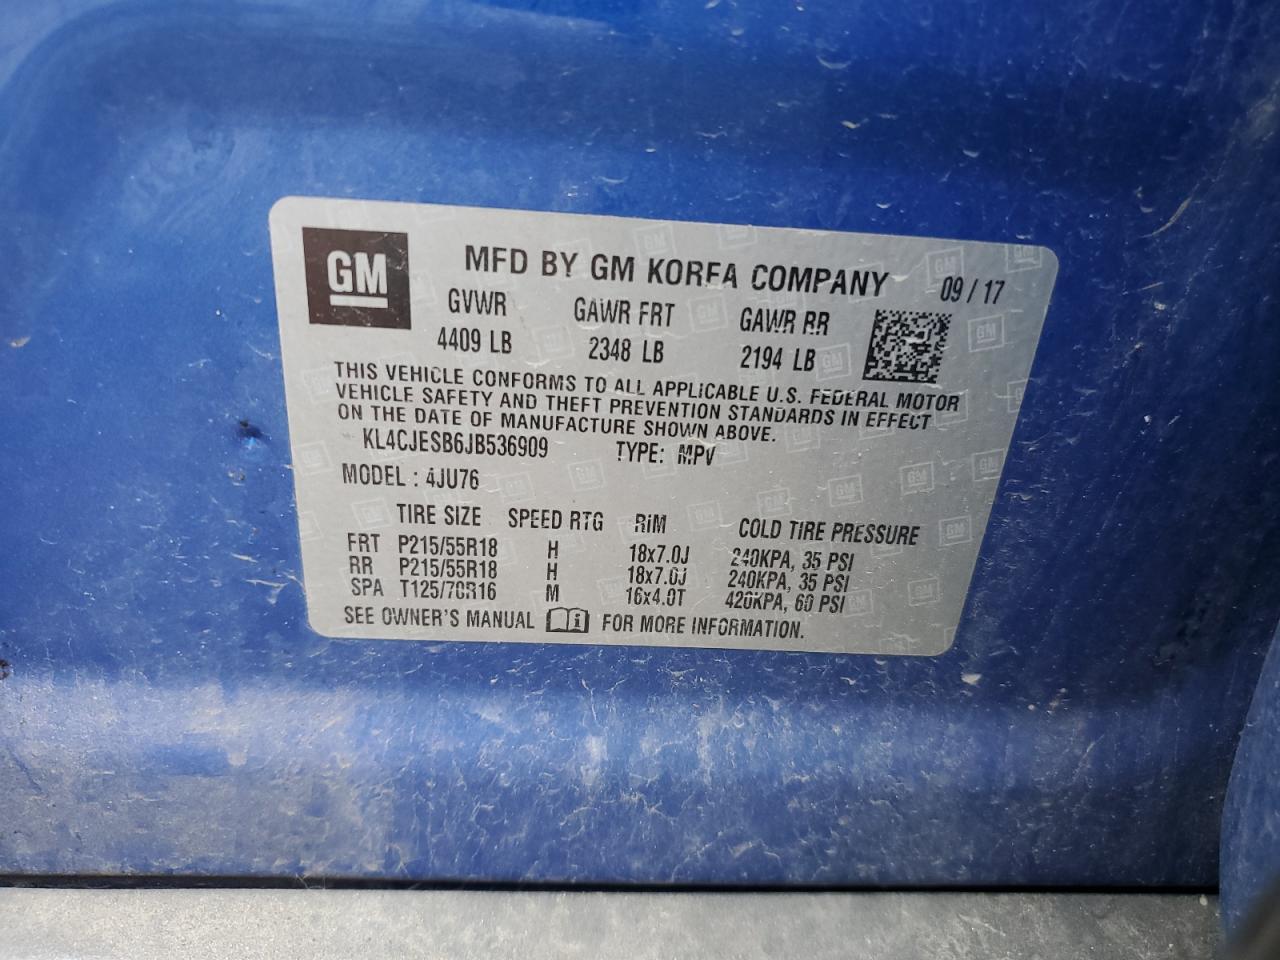 GM
MFD BY GM KOREA COMPANY 09 / 17
GVWR GAWR FRT GAWR RR
4409 LB 2348 LB 2194 LB
THIS VEHICLE CONFORMS TO ALL APPLICABLE U.S. FEDERAL MOTOR
VEHICLE SAFETY AND THEFT PREVENTION STANDARDS IN EFFECT
ON THE DATE OF MANUFACTURE SHOWN ABOVE.
KL4CJESB6JB536909 TYPE: MPV
MODEL : 4JU76
TIRE SIZE SPEED RTG RIM COLD TIRE PRESSURE
FRT P215/55R18 H 18x7.0J 240KPA, 35 PSI
RR P215/55R18 H 18x7.0J 240KPA, 35 PSI
SPA T125/70R16 M 16x4.0T 420KPA, 60 PSI
SEE OWNER'S MANUAL i FOR MORE INFORMATION.